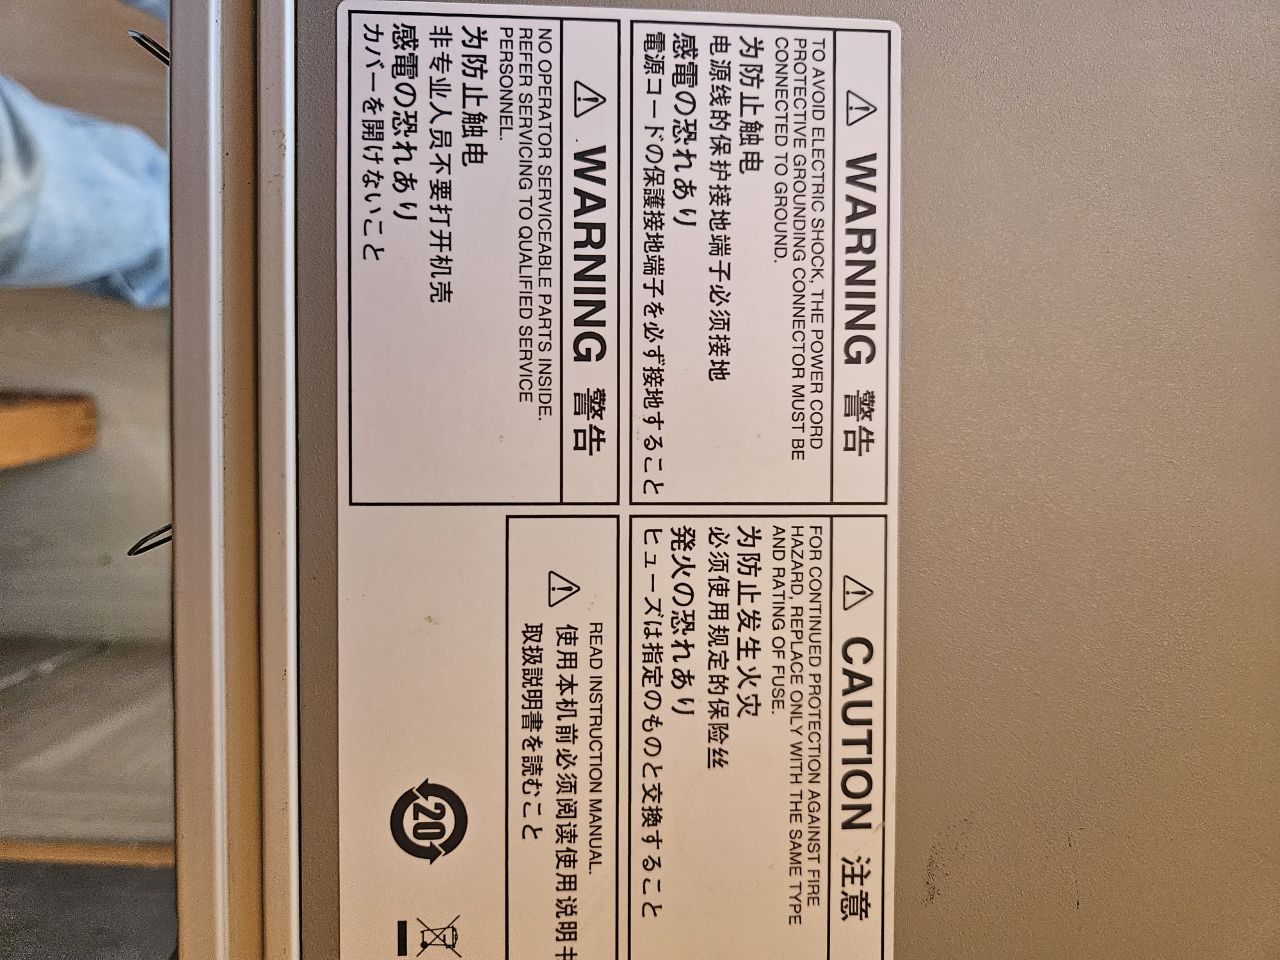 ⚠ WARNING 警告
TO AVOID ELECTRIC SHOCK, THE POWER CORD
PROTECTIVE GROUNDING CONNECTOR MUST BE
CONNECTED TO GROUND.
为防止触电
电源线的保护接地端子必须接地
感電の恐れあり
電源コードの保護接地端子を必ず接地すること
⚠ CAUTION 注意
FOR CONTINUED PROTECTION AGAINST FIRE
HAZARD, REPLACE ONLY WITH THE SAME TYPE
AND RATING OF FUSE.
为防止发生火灾
必须使用规定的保险丝
発火の恐れあり
ヒューズは指定のものと交換すること
⚠ WARNING 警告
NO OPERATOR SERVICEABLE PARTS INSIDE.
REFER SERVICING TO QUALIFIED SERVICE
PERSONNEL.
为防止触电
非专业人员不要打开机壳
感電の恐れあり
カバーを開けないこと
⚠ READ INSTRUCTION MANUAL.
使用本机前必须阅读使用说明书
取扱説明書を読むこと
20